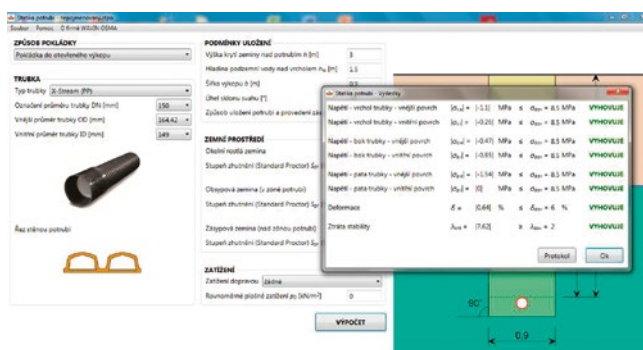 Statika potrubí - nepojmenovaný.stpo
Soubor Pomoc O firmě WAVIN OSMA
ZPŮSOB POKLÁDKY
Pokládka do otevřeného výkopu
TRUBKA
Typ trubky X-Stream (PP)
Označení průměru trubky DN [mm] 150
Vnější průměr trubky OD [mm] 164,42
Vnitřní průměr trubky ID [mm] 149
Řez stěnou potrubí
PODMÍNKY ULOŽENÍ
Výška krytí zeminy nad potrubím h [m] 3
Hladina podzemní vody nad vrcholem [m] 1.5
Šířka výkopu b [m]
Úhel sklonu svahu [°]
Způsob uložení potrubí a provedení
ZEMNÍ PROSTŘEDÍ
Okolní rostlá zemina
Stupeň zhutnění (Standard Proctor)
Obsypová zemina (v zóně potrubí)
Stupeň zhutnění (Standard Proctor)
Zásypová zemina (nad zónou potrubí)
Stupeň zhutnění (Standard Proctor)
ZATÍŽENÍ
Zatížení dopravou žádné
Rovnoměrné plošné zatížení p₀ [kN/m²] 0
VÝPOČET
Statika potrubí - Výsledky
Napětí - vrchol trubky - vnější povrch |-1.1| MPa ≤ 8.5 MPa VYHOVUJE
Napětí - vrchol trubky - vnitřní povrch |-0.26| MPa ≤ 8.5 MPa VYHOVUJE
Napětí - bok trubky - vnější povrch |-0.47| MPa ≤ 8.5 MPa VYHOVUJE
Napětí - bok trubky - vnitřní povrch |-0.85| MPa ≤ 8.5 MPa VYHOVUJE
Napětí - pata trubky - vnější povrch |-1.54| MPa ≤ 8.5 MPa VYHOVUJE
Napětí - pata trubky - vnitřní povrch |0| MPa ≤ 8.5 MPa VYHOVUJE
Deformace δ = |0.64| % ≤ 6 % VYHOVUJE
Ztráta stability |7.62| ≥ 2 VYHOVUJE
Protokol Ok
90°
0.9